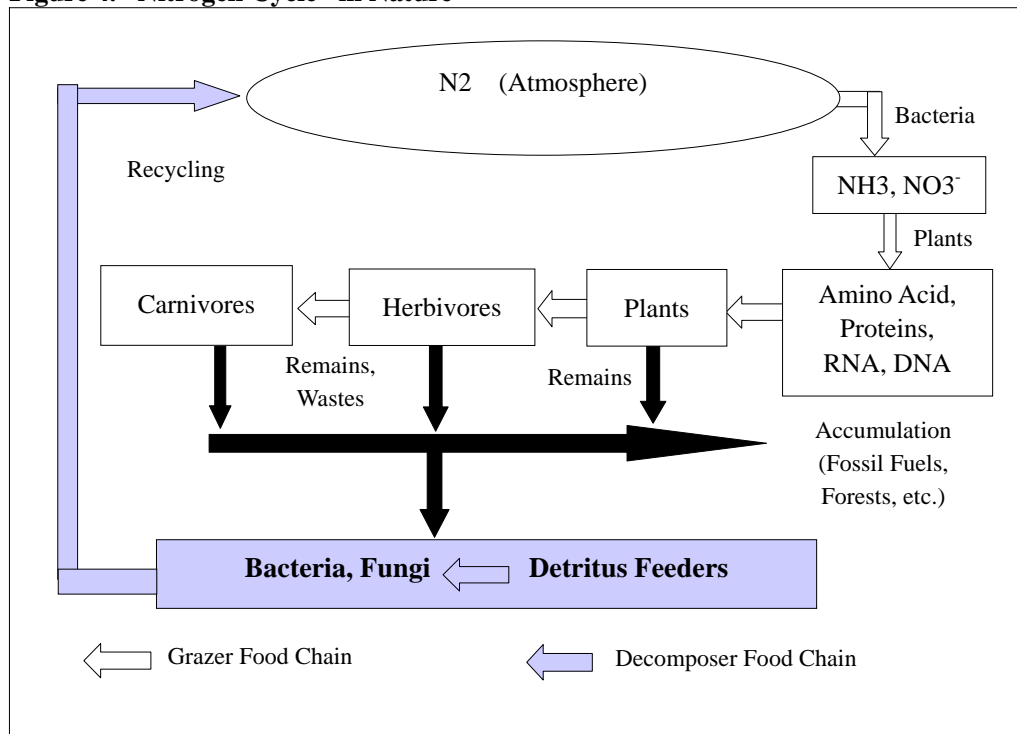 Figure 4. "Nitrogen Cycle" in Nature
N2 (Atmosphere)
Bacteria
Recycling
NH3, NO3⁻
Plants
Carnivores
Herbivores
Plants
Amino Acid,
Proteins,
RNA, DNA
Remains,
Wastes
Remains
Accumulation
(Fossil Fuels,
Forests, etc.)
Bacteria, Fungi
Detritus Feeders
Grazer Food Chain
Decomposer Food Chain